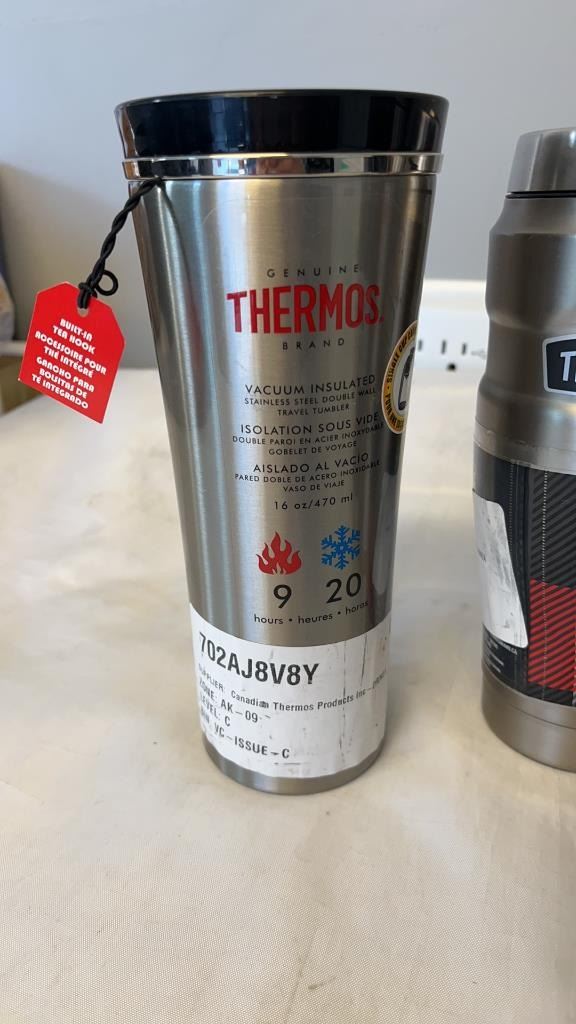 GENUINE
THERMOS.
BRAND
VACUUM INSULATED
STAINLESS STEEL DOUBLE WALL
TRAVEL TUMBLER
ISOLATION SOUS VIDE
DOUBLE PAROI EN ACIER INOXYDABLE
GOBELET DE VOYAGE
AISLADO AL VACÍO
PARED DOBLE DE ACERO INOXIDABLE
VASO DE VIAJE
16 oz/470 ml
9 20
hours • heures • horas
BUILT-IN
TEA HOOK
ACCESSOIRE POUR
THÉ INTÉGRÉ
GANCHO PARA
BOLSITAS DE
TÉ INTEGRADO
702AJ8V8Y
SUPPLIER: Canadian Thermos Products Inc
ZONE: AK-09-
LEVEL: C
VC-ISSUE-C